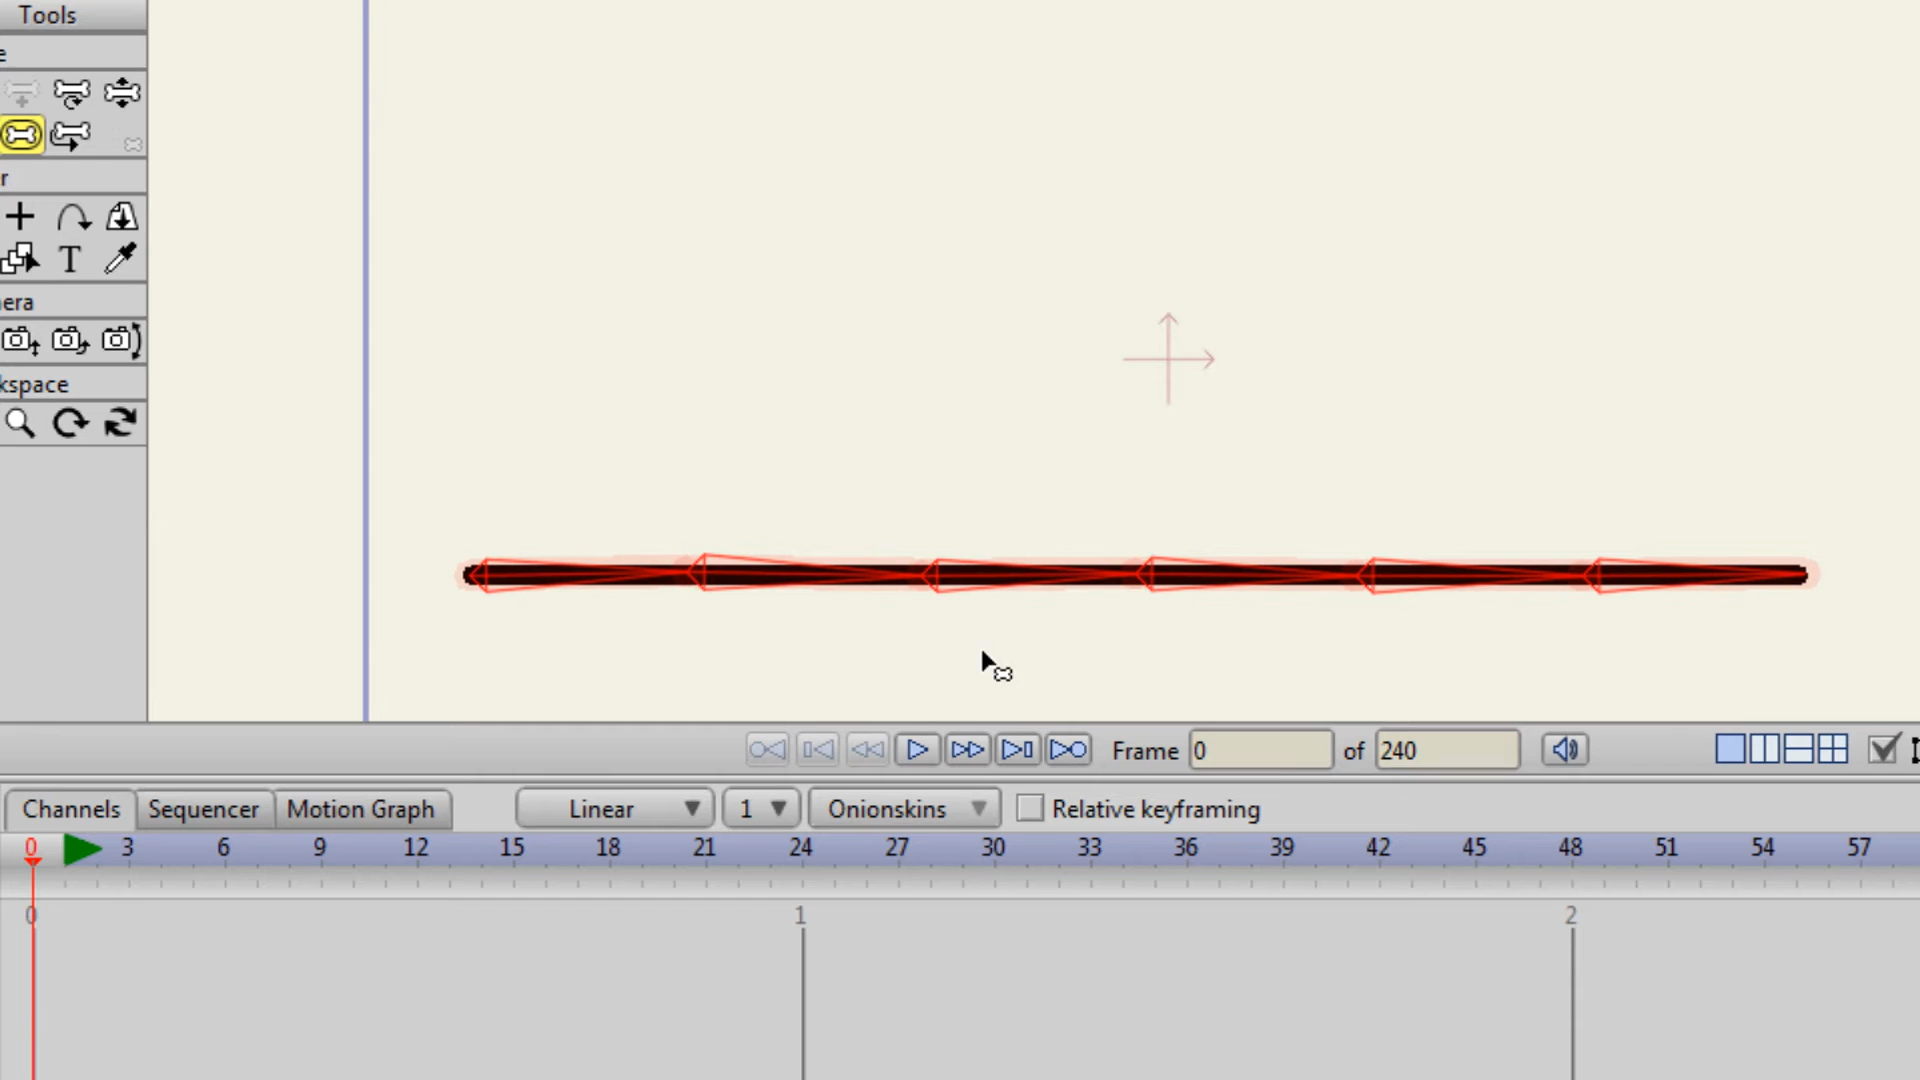 Tools
e
r
T
era
kspace
Frame 0 of 240
Channels Sequencer Motion Graph Linear 1 Onionskins Relative keyframing
0 3 6 9 12 15 18 21 24 27 30 33 36 39 42 45 48 51 54 57
0 1 2